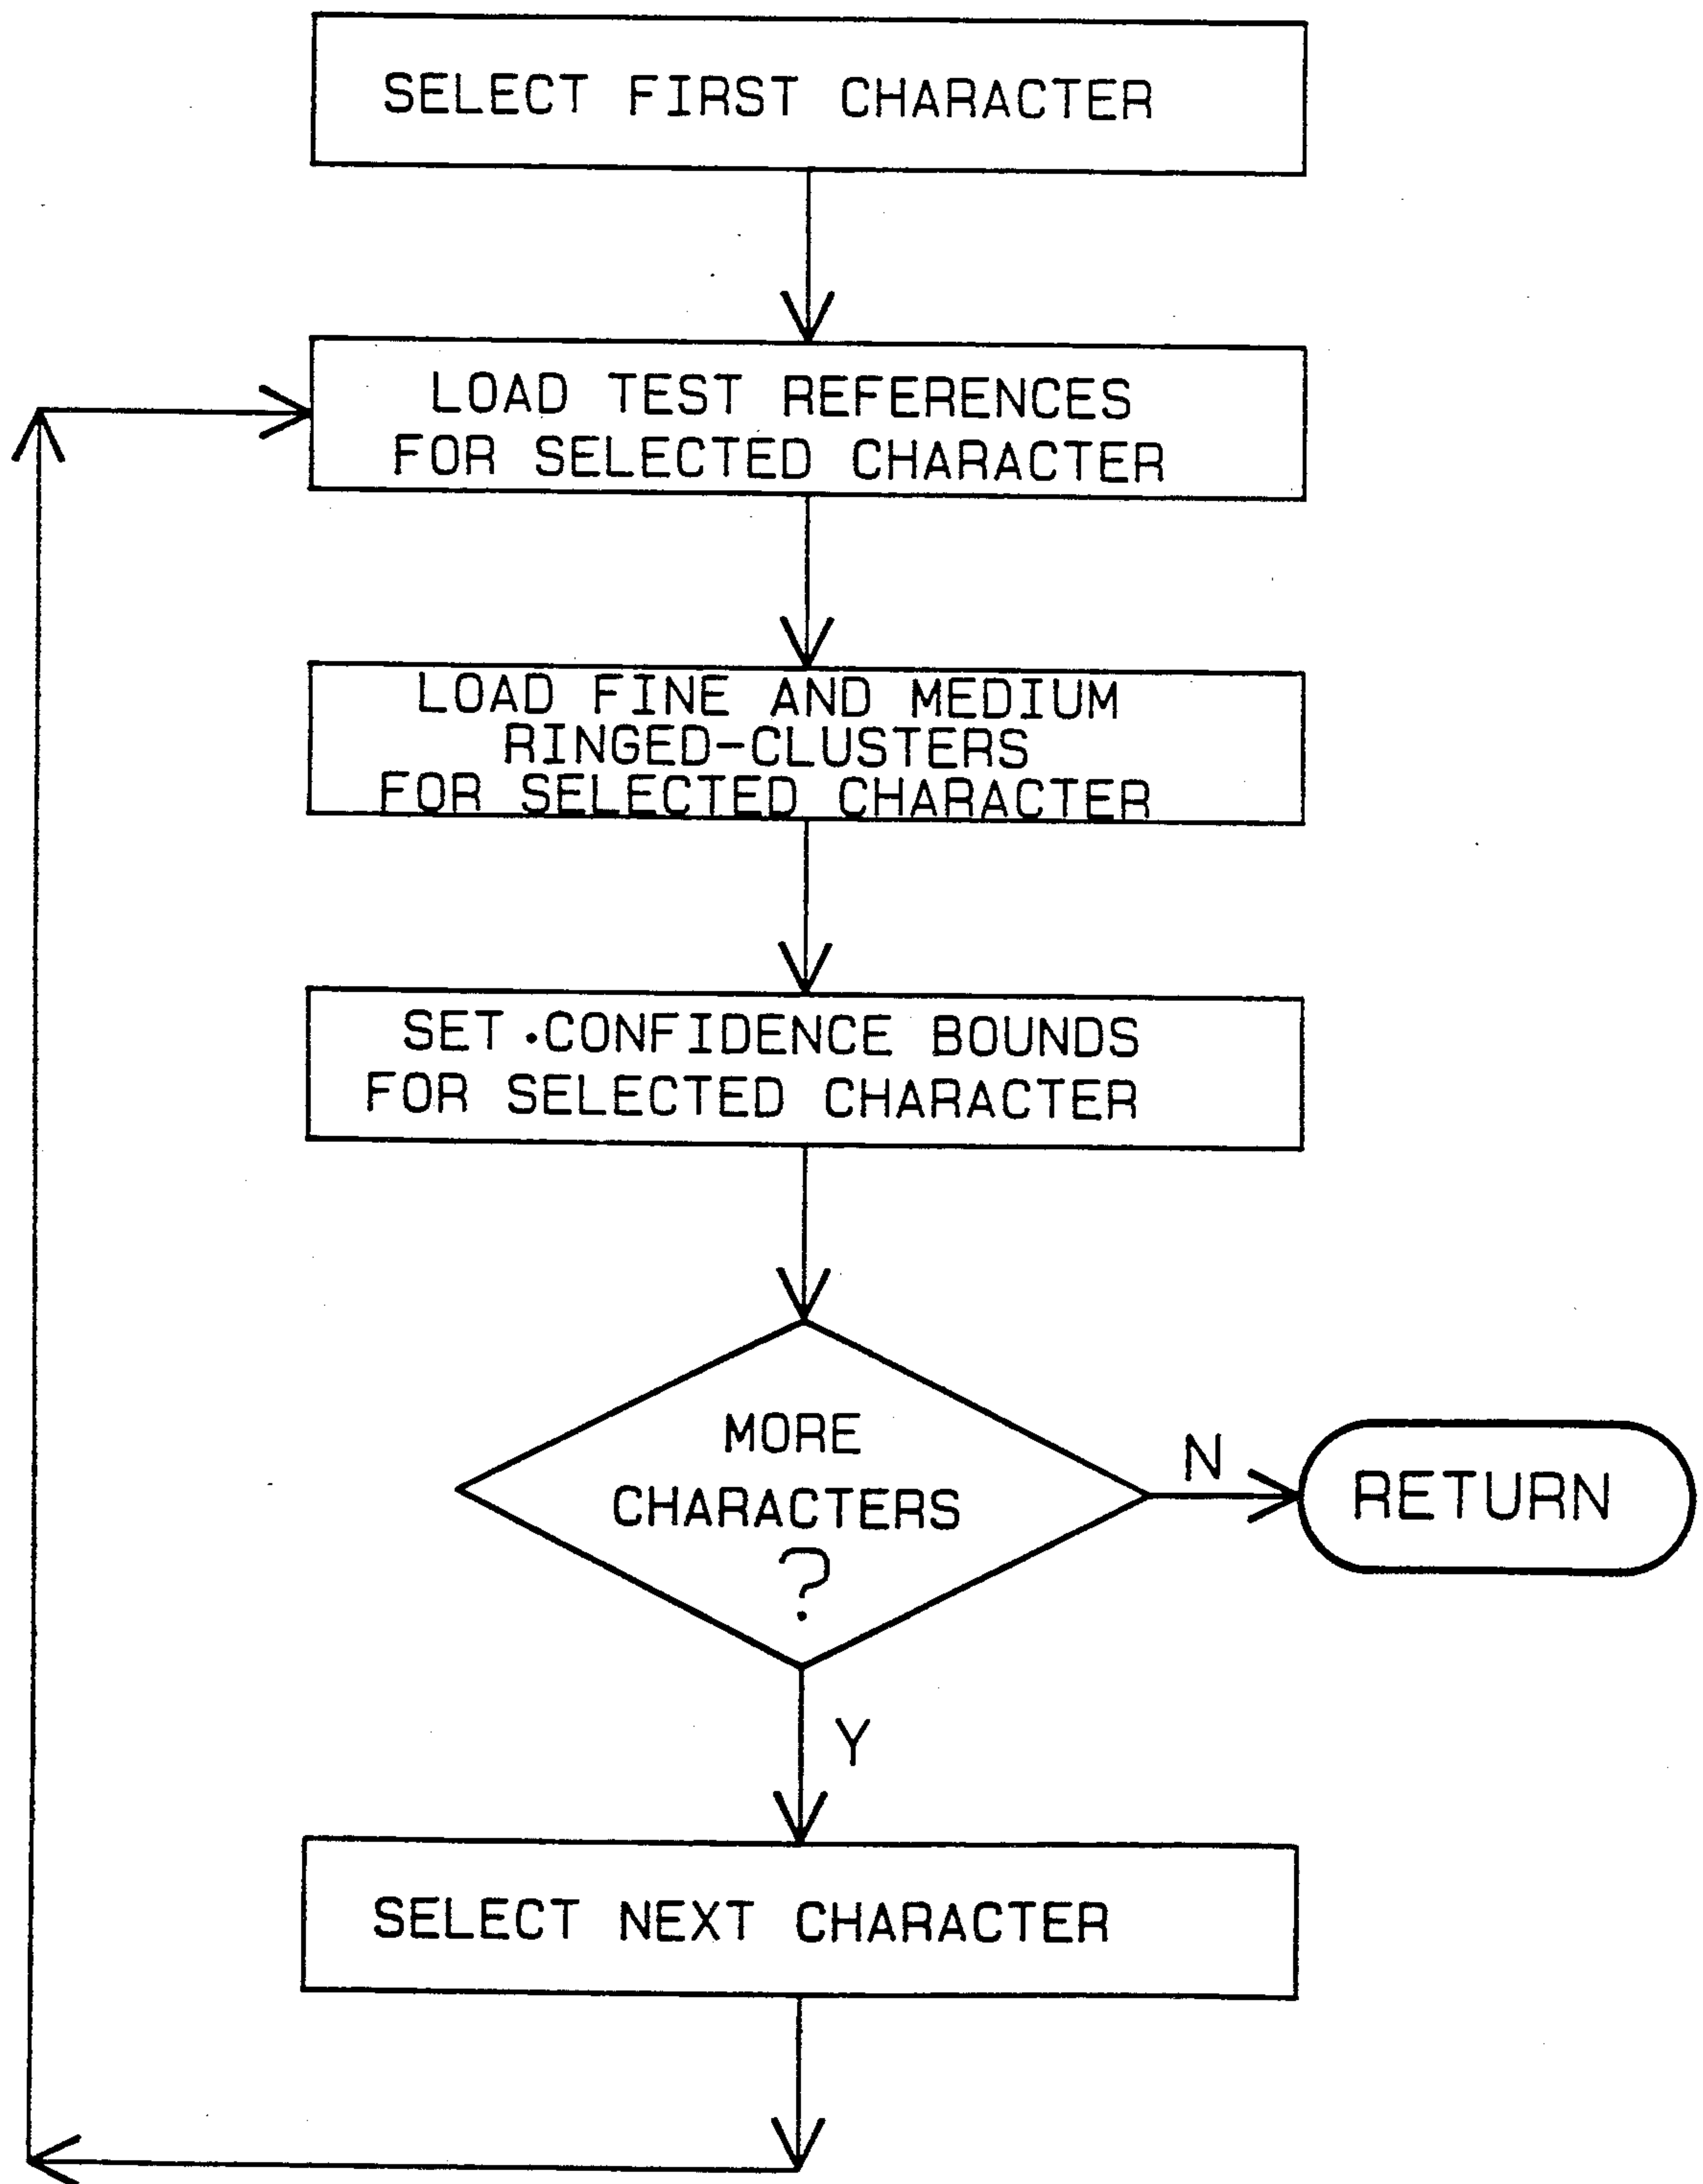 SELECT FIRST CHARACTER
LOAD TEST REFERENCES
FOR SELECTED CHARACTER
LOAD FINE AND MEDIUM
RINGED-CLUSTERS
FOR SELECTED CHARACTER
SET CONFIDENCE BOUNDS
FOR SELECTED CHARACTER
MORE
CHARACTERS
?
N
RETURN
Y
SELECT NEXT CHARACTER